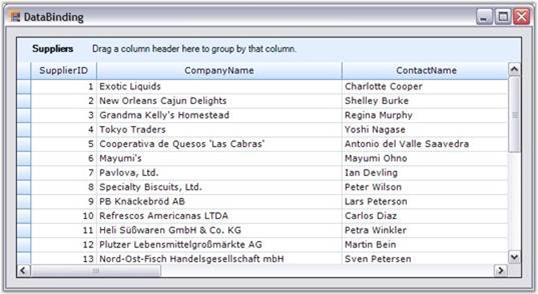 DataBinding
Suppliers Drag a column header here to group by that column.
SupplierID CompanyName ContactName
1 Exotic Liquids Charlotte Cooper
2 New Orleans Cajun Delights Shelley Burke
3 Grandma Kelly's Homestead Regina Murphy
4 Tokyo Traders Yoshi Nagase
5 Cooperativa de Quesos 'Las Cabras' Antonio del Valle Saavedra
6 Mayumi's Mayumi Ohno
7 Pavlova, Ltd. Ian Devling
8 Specialty Biscuits, Ltd. Peter Wilson
9 PB Knäckebröd AB Lars Peterson
10 Refrescos Americanas LTDA Carlos Diaz
11 Heli Süßwaren GmbH & Co. KG Petra Winkler
12 Plutzer Lebensmittelgroßmärkte AG Martin Bein
13 Nord-Ost-Fisch Handelsgesellschaft mbH Sven Petersen